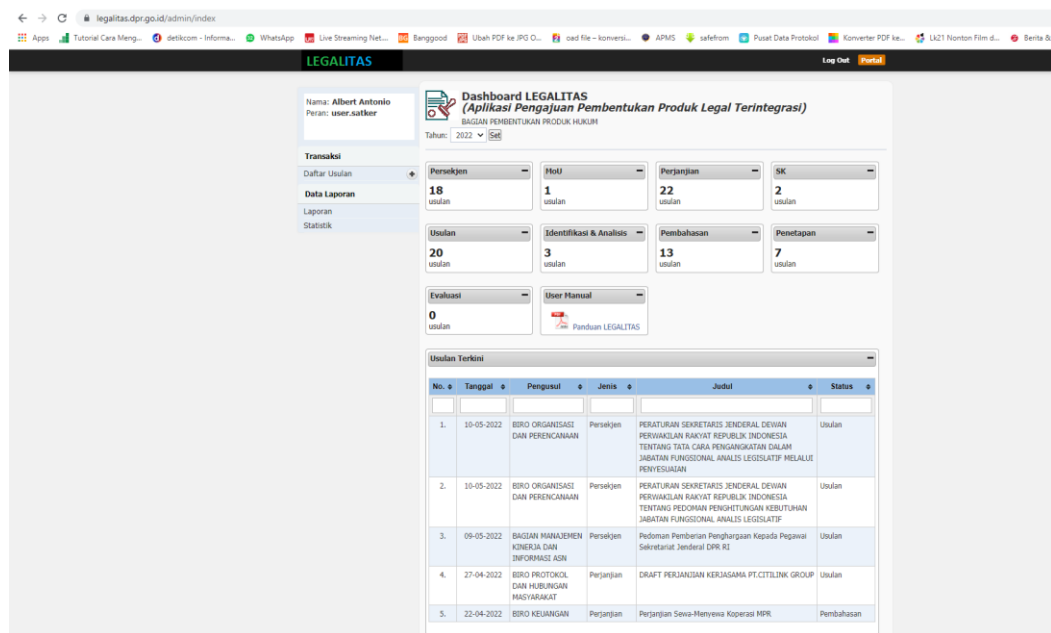 legalitas.dpr.go.id/admin/index
Apps Tutorial Cara Meng... detikcom - Informa... WhatsApp Live Streaming Net... Banggood Ubah PDF ke JPG O... oad file – konversi... APMS safefrom Pusat Data Protokol Konverter PDF ke... Lk21 Nonton Film d... Berita &
LEGALITAS Log Out Portal
Nama: Albert Antonio
Peran: user.satker
Transaksi
Daftar Usulan
Data Laporan
Laporan
Statistik
Dashboard LEGALITAS
(Aplikasi Pengajuan Pembentukan Produk Legal Terintegrasi)
BAGIAN PEMBENTUKAN PRODUK HUKUM
Tahun: 2022 Set
Persekjen MoU Perjanjian SK
18 1 22 2
usulan usulan usulan usulan
Usulan Identifikasi & Analisis Pembahasan Penetapan
20 3 13 7
usulan usulan usulan usulan
Evaluasi User Manual
0
usulan Panduan LEGALITAS
Usulan Terkini
No. Tanggal Pengusul Jenis Judul Status
1. 10-05-2022 BIRO ORGANISASI Persekjen PERATURAN SEKRETARIS JENDERAL DEWAN Usulan
DAN PERENCANAAN PERWAKILAN RAKYAT REPUBLIK INDONESIA
TENTANG TATA CARA PENGANGKATAN DALAM
JABATAN FUNGSIONAL ANALIS LEGISLATIF MELALUI
PENYESUAIAN
2. 10-05-2022 BIRO ORGANISASI Persekjen PERATURAN SEKRETARIS JENDERAL DEWAN Usulan
DAN PERENCANAAN PERWAKILAN RAKYAT REPUBLIK INDONESIA
TENTANG PEDOMAN PENGHITUNGAN KEBUTUHAN
JABATAN FUNGSIONAL ANALIS LEGISLATIF
3. 09-05-2022 BAGIAN MANAJEMEN Persekjen Pedoman Pemberian Penghargaan Kepada Pegawai Usulan
KINERJA DAN Sekretariat Jenderal DPR RI
INFORMASI ASN
4. 27-04-2022 BIRO PROTOKOL Perjanjian DRAFT PERJANJIAN KERJASAMA PT.CITILINK GROUP Usulan
DAN HUBUNGAN
MASYARAKAT
5. 22-04-2022 BIRO KEUANGAN Perjanjian Perjanjian Sewa-Menyewa Koperasi MPR Pembahasan